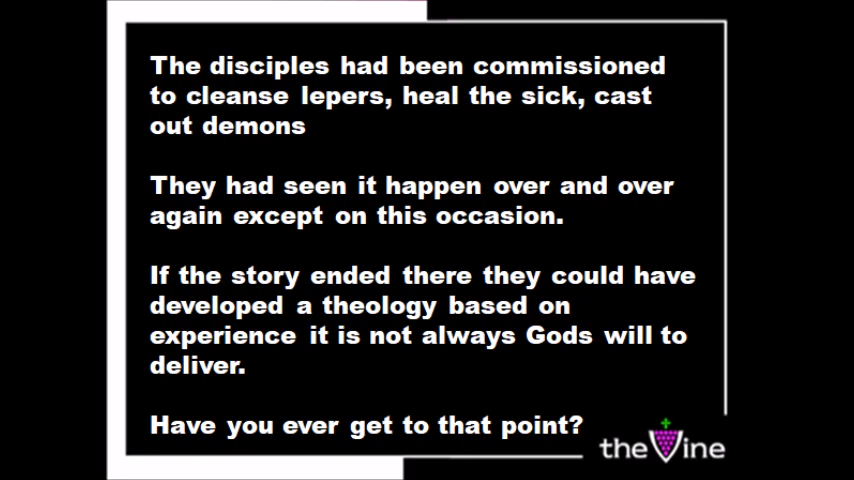 The disciples had been commissioned
to cleanse lepers, heal the sick, cast
out demons
They had seen it happen over and over
again except on this occasion.
If the story ended there they could have
developed a theology based on
experience it is not always Gods will to
deliver.
Have you ever get to that point?
theVine